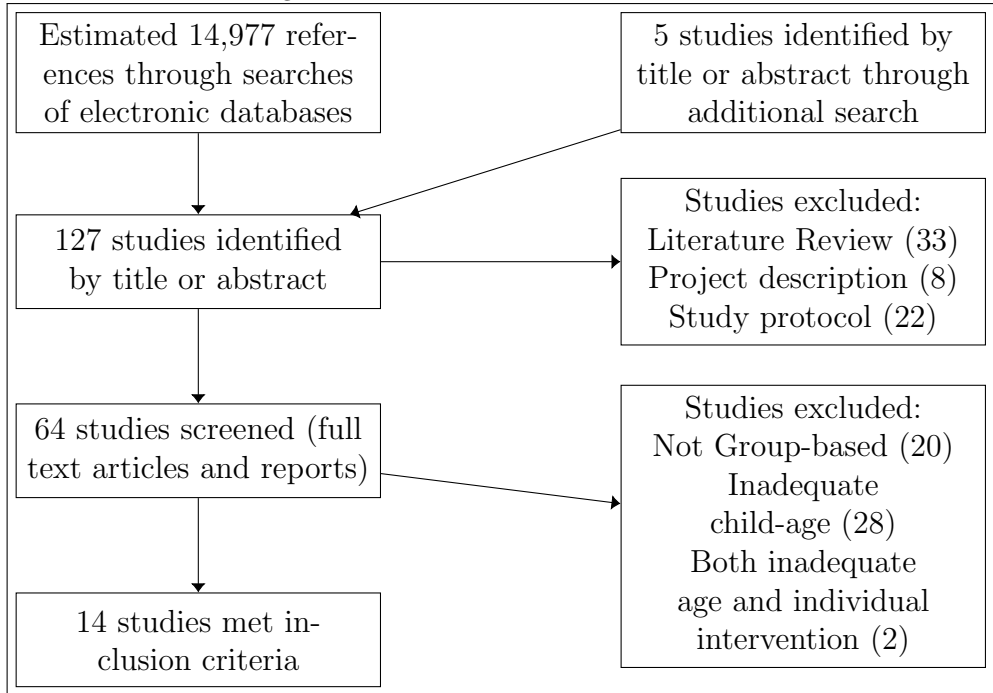 Estimated 14,977 refer-
ences through searches
of electronic databases
5 studies identified by
title or abstract through
additional search
127 studies identified
by title or abstract
Studies excluded:
Literature Review (33)
Project description (8)
Study protocol (22)
64 studies screened (full
text articles and reports)
Studies excluded:
Not Group-based (20)
Inadequate
child-age (28)
Both inadequate
age and individual
intervention (2)
14 studies met in-
clusion criteria